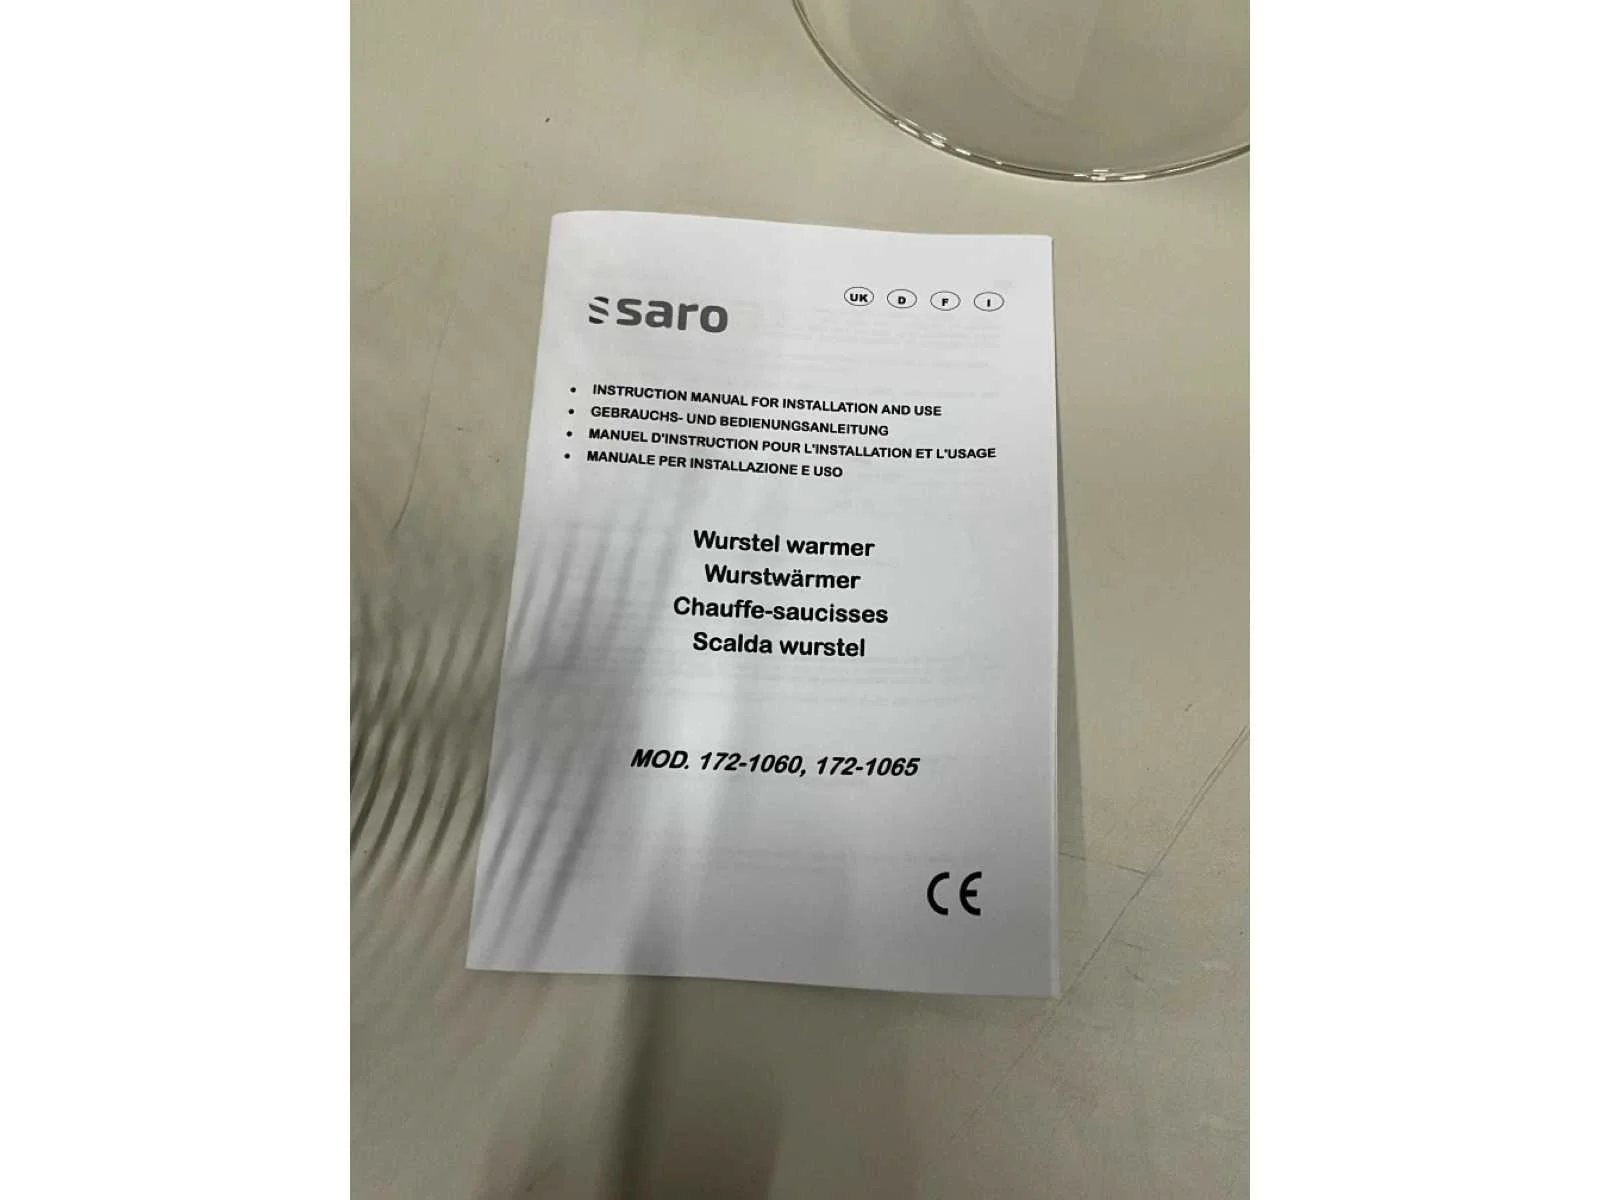 saro
UK D F I
• INSTRUCTION MANUAL FOR INSTALLATION AND USE
• GEBRAUCHS- UND BEDIENUNGSANLEITUNG
• MANUEL D'INSTRUCTION POUR L'INSTALLATION ET L'USAGE
• MANUALE PER INSTALLAZIONE E USO
Wurstel warmer
Wurstwärmer
Chauffe-saucisses
Scalda wurstel
MOD. 172-1060, 172-1065
CE